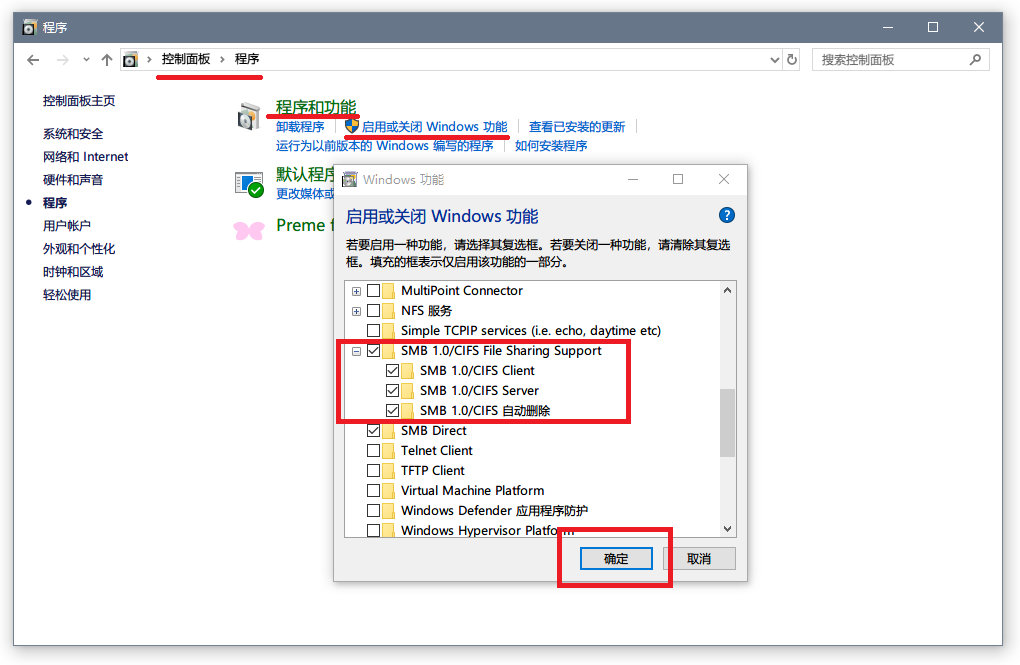 程序
控制面板 › 程序
搜索控制面板
控制面板主页
系统和安全
网络和 Internet
硬件和声音
程序
用户帐户
外观和个性化
时钟和区域
轻松使用
程序和功能
卸载程序
启用或关闭 Windows 功能
查看已安装的更新
运行为以前版本的 Windows 编写的程序
如何安装程序
默认程序
更改媒体或
Preme f
Windows 功能
启用或关闭 Windows 功能
?
若要启用一种功能，请选择其复选框。若要关闭一种功能，请清除其复选
框。填充的框表示仅启用该功能的一部分。
MultiPoint Connector
NFS 服务
Simple TCPIP services (i.e. echo, daytime etc)
SMB 1.0/CIFS File Sharing Support
SMB 1.0/CIFS Client
SMB 1.0/CIFS Server
SMB 1.0/CIFS 自动删除
SMB Direct
Telnet Client
TFTP Client
Virtual Machine Platform
Windows Defender 应用程序防护
Windows Hypervisor Platform
确定
取消